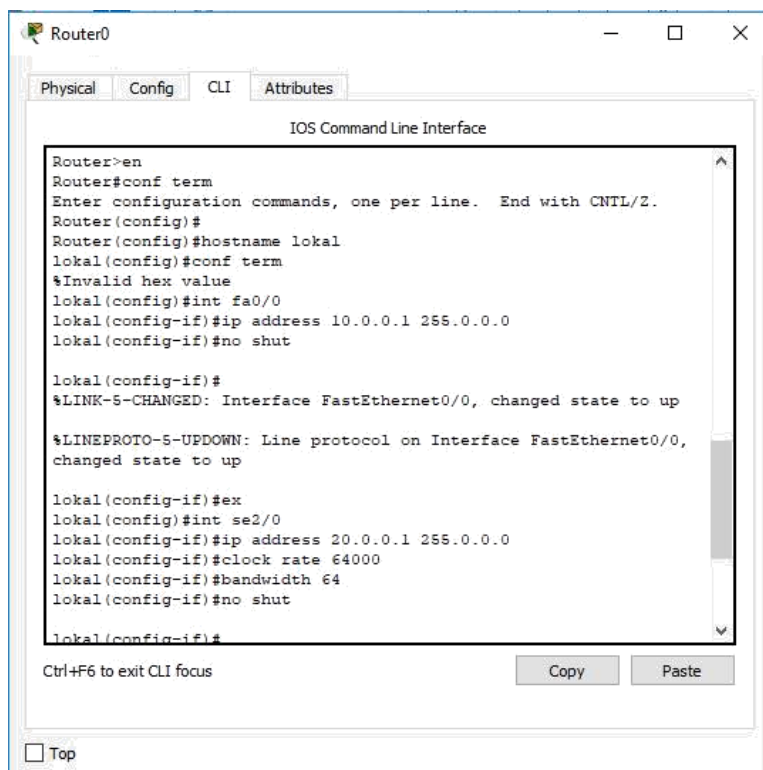 Router0
Physical Config CLI Attributes
IOS Command Line Interface
Router>en
Router#conf term
Enter configuration commands, one per line.  End with CNTL/Z.
Router(config)#
Router(config)#hostname lokal
lokal(config)#conf term
%Invalid hex value
lokal(config)#int fa0/0
lokal(config-if)#ip address 10.0.0.1 255.0.0.0
lokal(config-if)#no shut
lokal(config-if)#
%LINK-5-CHANGED: Interface FastEthernet0/0, changed state to up
%LINEPROTO-5-UPDOWN: Line protocol on Interface FastEthernet0/0,
changed state to up
lokal(config-if)#ex
lokal(config)#int se2/0
lokal(config-if)#ip address 20.0.0.1 255.0.0.0
lokal(config-if)#clock rate 64000
lokal(config-if)#bandwidth 64
lokal(config-if)#no shut
lokal(config-if)#
Ctrl+F6 to exit CLI focus
Copy Paste
Top